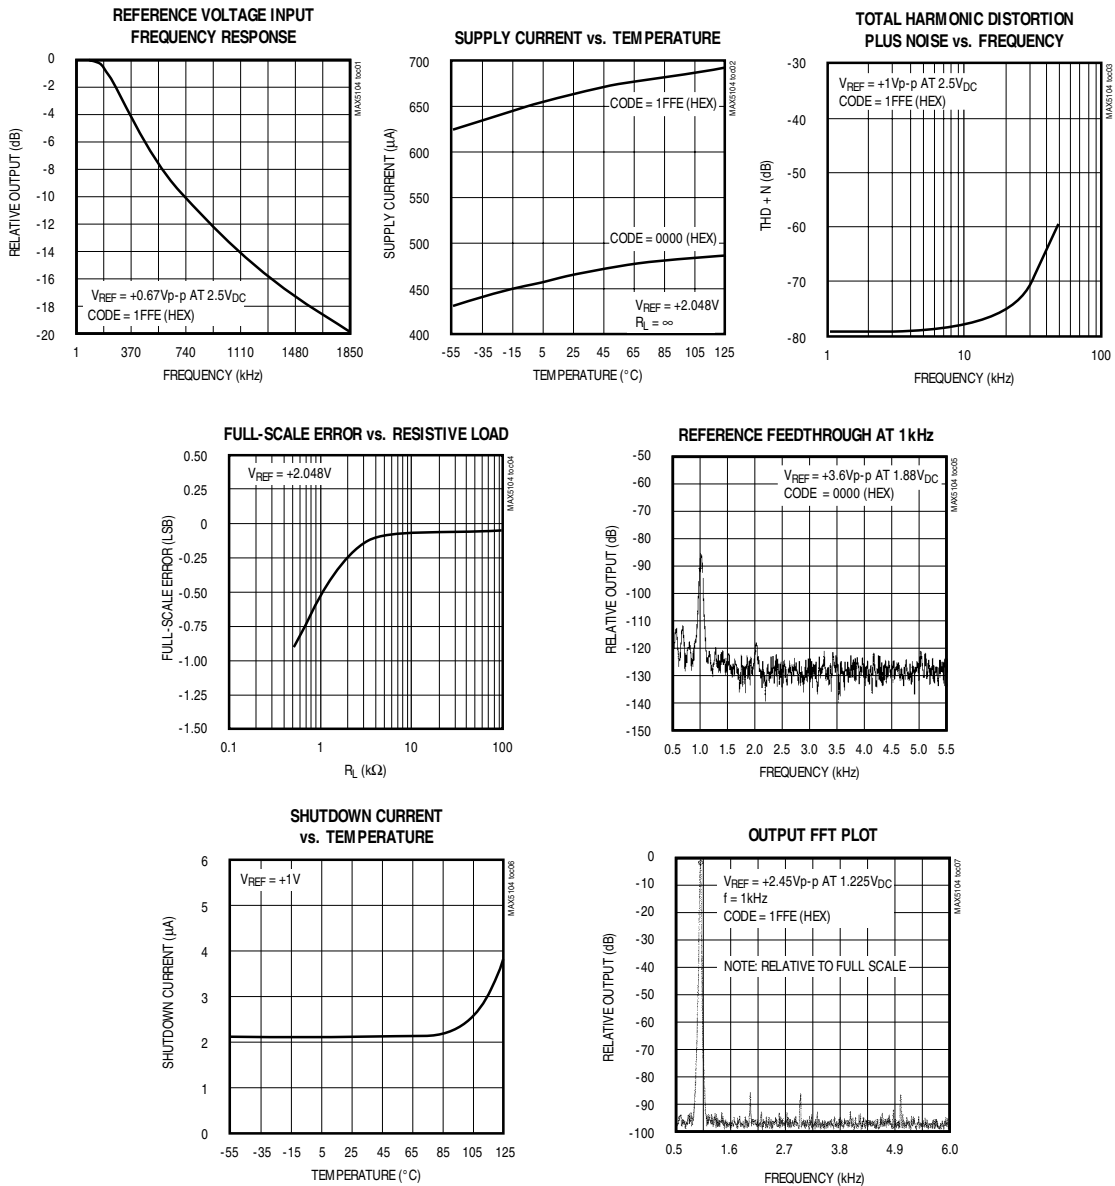 REFERENCE VOLTAGE INPUT
FREQUENCY RESPONSE
0
-2
-4
-6
-8
-10
-12
-14
-16
-18
-20
RELATIVE OUTPUT (dB)
VREF = +0.67Vp-p AT 2.5VDC
CODE = 1FFE (HEX)
MAX5104 toc01
1 370 740 1110 1480 1850
FREQUENCY (kHz)
SUPPLY CURRENT vs. TEMPERATURE
700
650
600
550
500
450
400
SUPPLY CURRENT (µA)
CODE = 1FFE (HEX)
CODE = 0000 (HEX)
VREF = +2.048V
RL = ∞
MAX5104 toc02
-55 -35 -15 5 25 45 65 85 105 125
TEMPERATURE (°C)
TOTAL HARMONIC DISTORTION
PLUS NOISE vs. FREQUENCY
-30
-40
-50
-60
-70
-80
THD + N (dB)
VREF = +1Vp-p AT 2.5VDC
CODE = 1FFE (HEX)
MAX5104 toc03
1 10 100
FREQUENCY (kHz)
FULL-SCALE ERROR vs. RESISTIVE LOAD
0.50
0.25
0
-0.25
-0.50
-0.75
-1.00
-1.25
-1.50
FULL-SCALE ERROR (LSB)
VREF = +2.048V
MAX5104 toc04
0.1 1 10 100
RL (kΩ)
REFERENCE FEEDTHROUGH AT 1kHz
-50
-60
-70
-80
-90
-100
-110
-120
-130
-140
-150
RELATIVE OUTPUT (dB)
VREF = +3.6Vp-p AT 1.88VDC
CODE = 0000 (HEX)
MAX5104 toc05
0.5 1.0 1.5 2.0 2.5 3.0 3.5 4.0 4.5 5.0 5.5
FREQUENCY (kHz)
SHUTDOWN CURRENT
vs. TEMPERATURE
6
5
4
3
2
1
0
SHUTDOWN CURRENT (µA)
VREF = +1V
MAX5104 toc06
-55 -35 -15 5 25 45 65 85 105 125
TEMPERATURE (°C)
OUTPUT FFT PLOT
0
-10
-20
-30
-40
-50
-60
-70
-80
-90
-100
RELATIVE OUTPUT (dB)
VREF = +2.45Vp-p AT 1.225VDC
f = 1kHz
CODE = 1FFE (HEX)
NOTE: RELATIVE TO FULL SCALE
MAX5104 toc07
0.5 1.6 2.7 3.8 4.9 6.0
FREQUENCY (kHz)